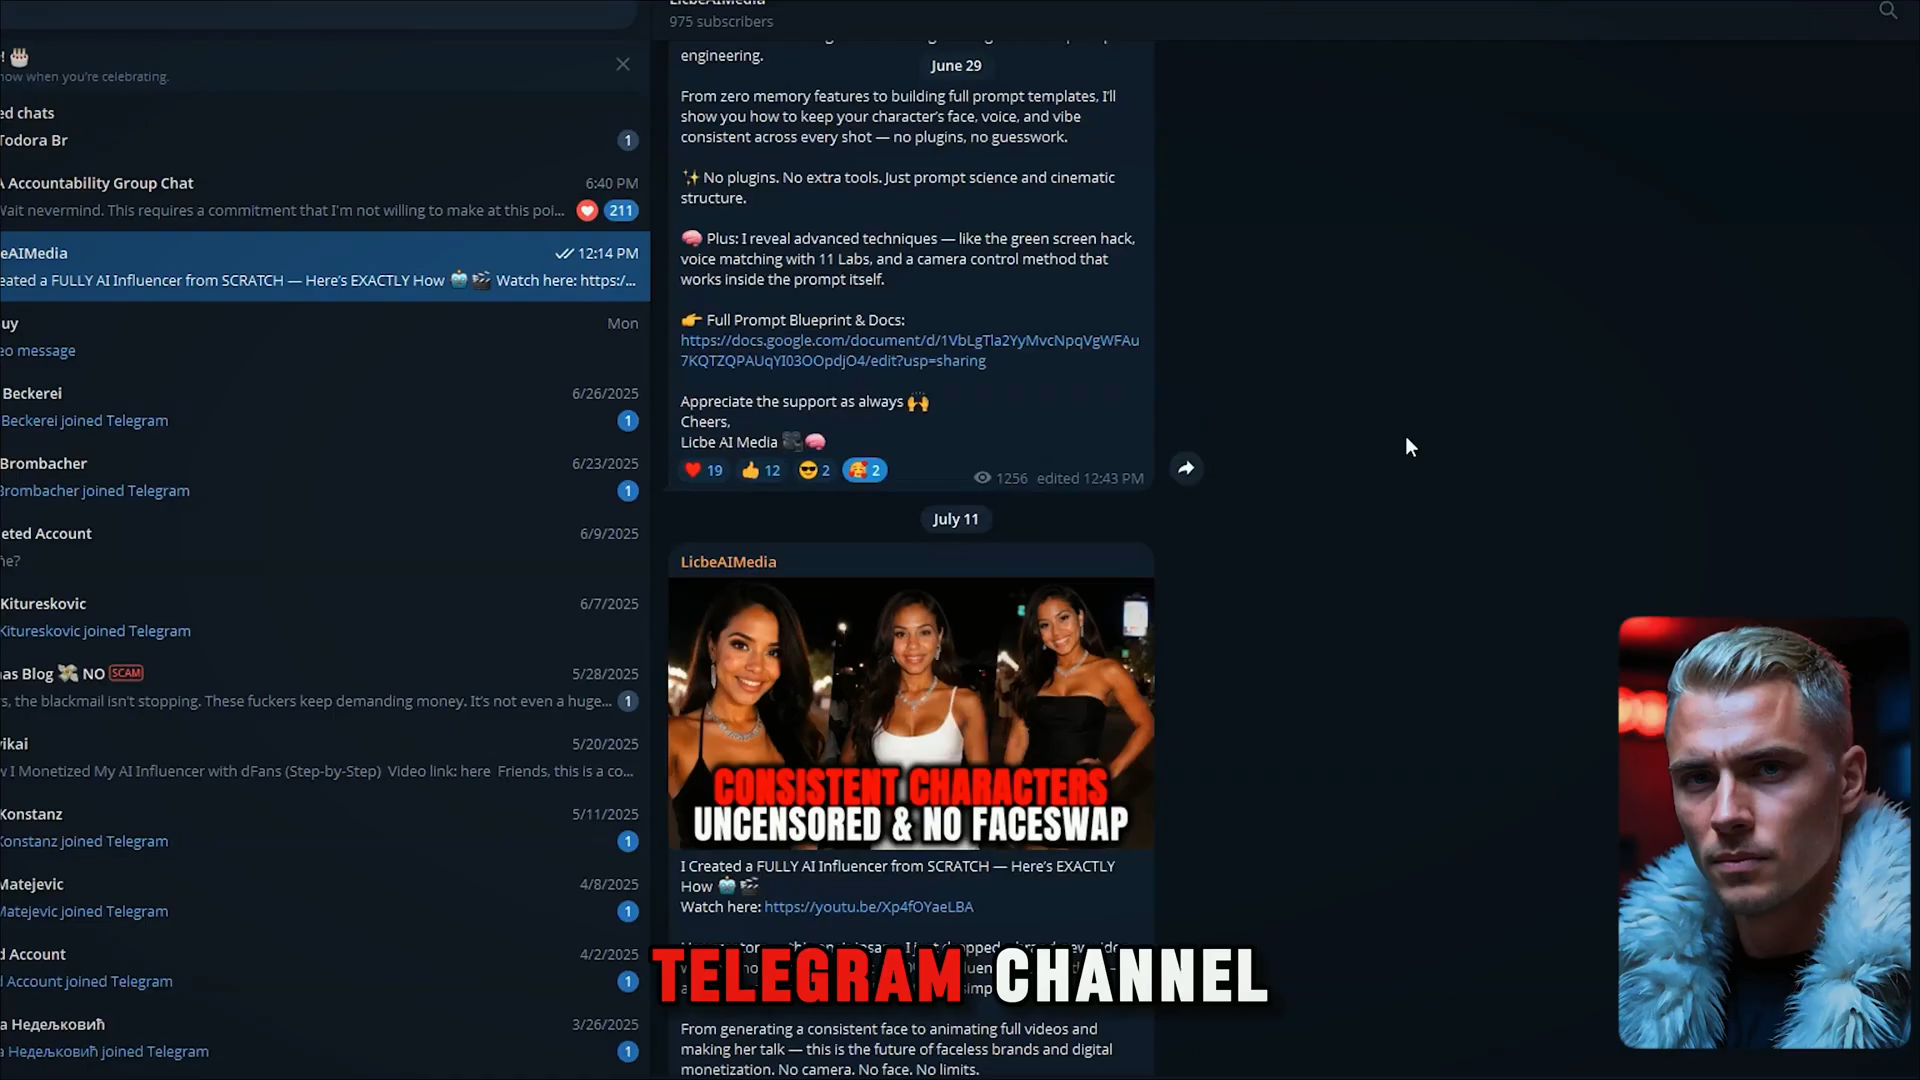 ! 🎂
now when you're celebrating.
ed chats
Todora Br
1
A Accountability Group Chat
6:40 PM
Wait nevermind. This requires a commitment that I'm not willing to make at this poi...
211
eAIMedia
12:14 PM
eated a FULLY AI Influencer from SCRATCH — Here's EXACTLY How 🤖🎬 Watch here: https:/...
uy
Mon
eo message
Beckerei
6/26/2025
Beckerei joined Telegram
1
Brombacher
6/23/2025
Brombacher joined Telegram
1
eted Account
6/9/2025
he?
Kitureskovic
6/7/2025
Kitureskovic joined Telegram
as Blog 💸 NO SCAM
5/28/2025
s, the blackmail isn't stopping. These fuckers keep demanding money. It's not even a huge...
1
ikai
5/20/2025
w I Monetized My AI Influencer with dFans (Step-by-Step) Video link: here Friends, this is a co...
Konstanz
5/11/2025
Konstanz joined Telegram
1
Matejevic
4/8/2025
Matejevic joined Telegram
1
d Account
4/2/2025
d Account joined Telegram
1
a Недељковић
3/26/2025
a Недељковић joined Telegram
1
LicbeAIMedia
975 subscribers
engineering.
June 29
From zero memory features to building full prompt templates, I'll
show you how to keep your character's face, voice, and vibe
consistent across every shot — no plugins, no guesswork.
✨ No plugins. No extra tools. Just prompt science and cinematic
structure.
🧠 Plus: I reveal advanced techniques — like the green screen hack,
voice matching with 11 Labs, and a camera control method that
works inside the prompt itself.
👉 Full Prompt Blueprint & Docs:
https://docs.google.com/document/d/1VbLgTla2YyMvcNpqVgWFAu
7KQTZQPAUqYI03OOpdjO4/edit?usp=sharing
Appreciate the support as always 🙌
Cheers,
Licbe AI Media 🎥🧠
❤️ 19 👍 12 😎 2 🥰 2
1256 edited 12:43 PM
July 11
LicbeAIMedia
CONSISTENT CHARACTERS
UNCENSORED & NO FACESWAP
I Created a FULLY AI Influencer from SCRATCH — Here's EXACTLY
How 🤖🎬
Watch here: https://youtu.be/Xp4fOYaeLBA
TELEGRAM CHANNEL
From generating a consistent face to animating full videos and
making her talk — this is the future of faceless brands and digital
monetization. No camera. No face. No limits.